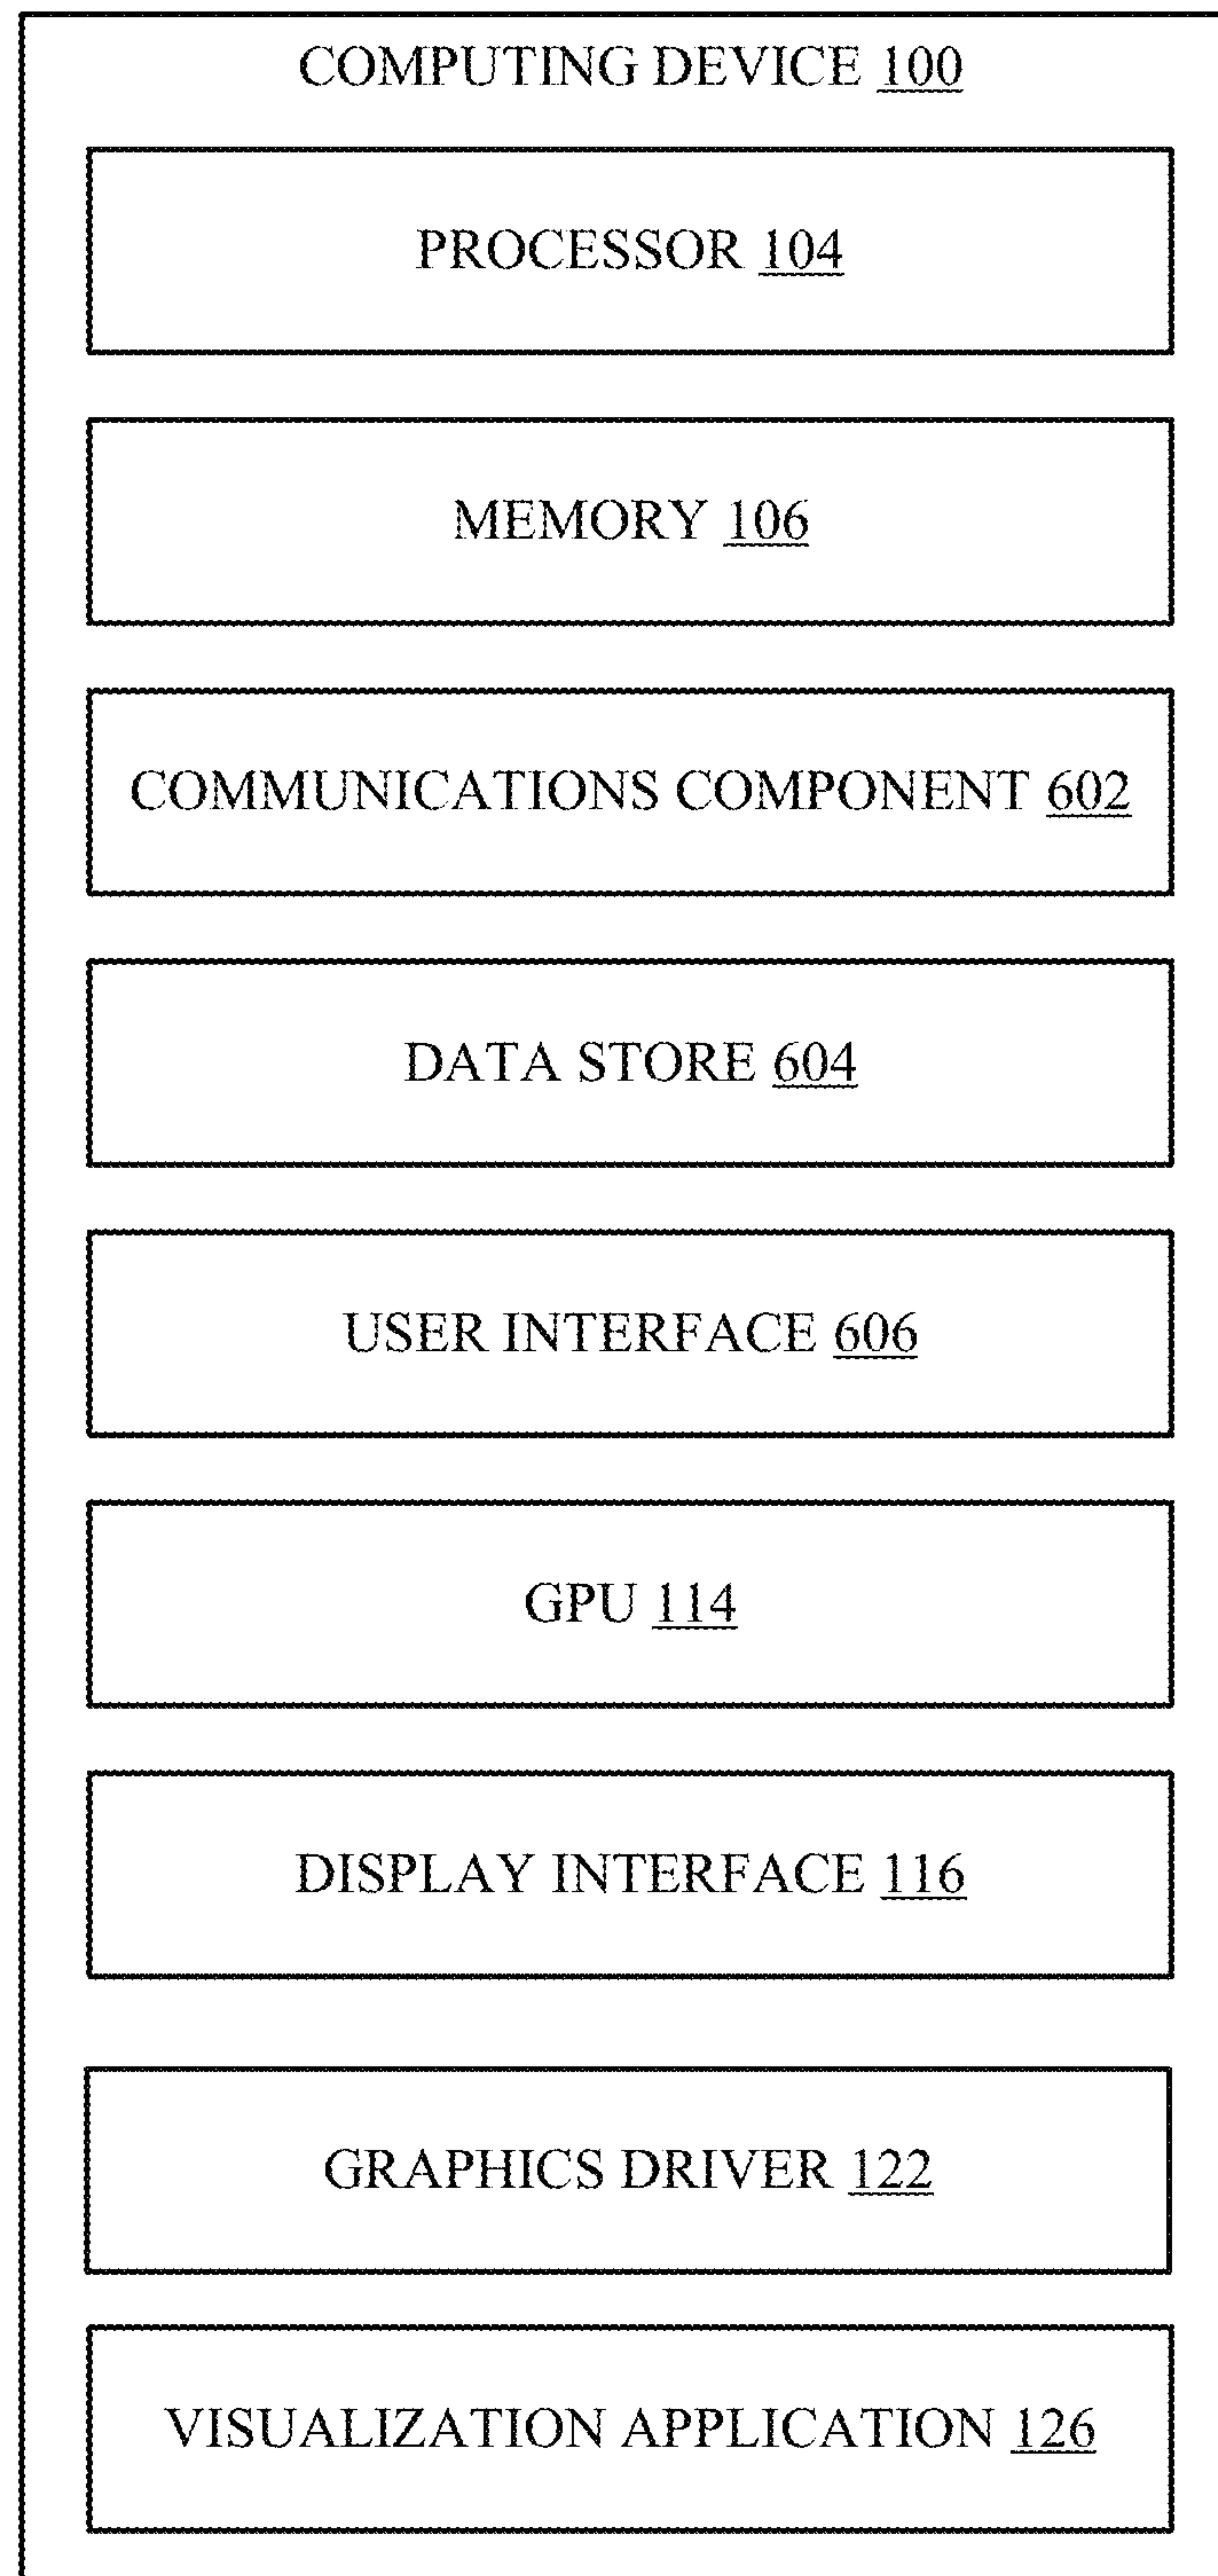 COMPUTING DEVICE 100
PROCESSOR 104
MEMORY 106
COMMUNICATIONS COMPONENT 602
DATA STORE 604
USER INTERFACE 606
GPU 114
DISPLAY INTERFACE 116
GRAPHICS DRIVER 122
VISUALIZATION APPLICATION 126